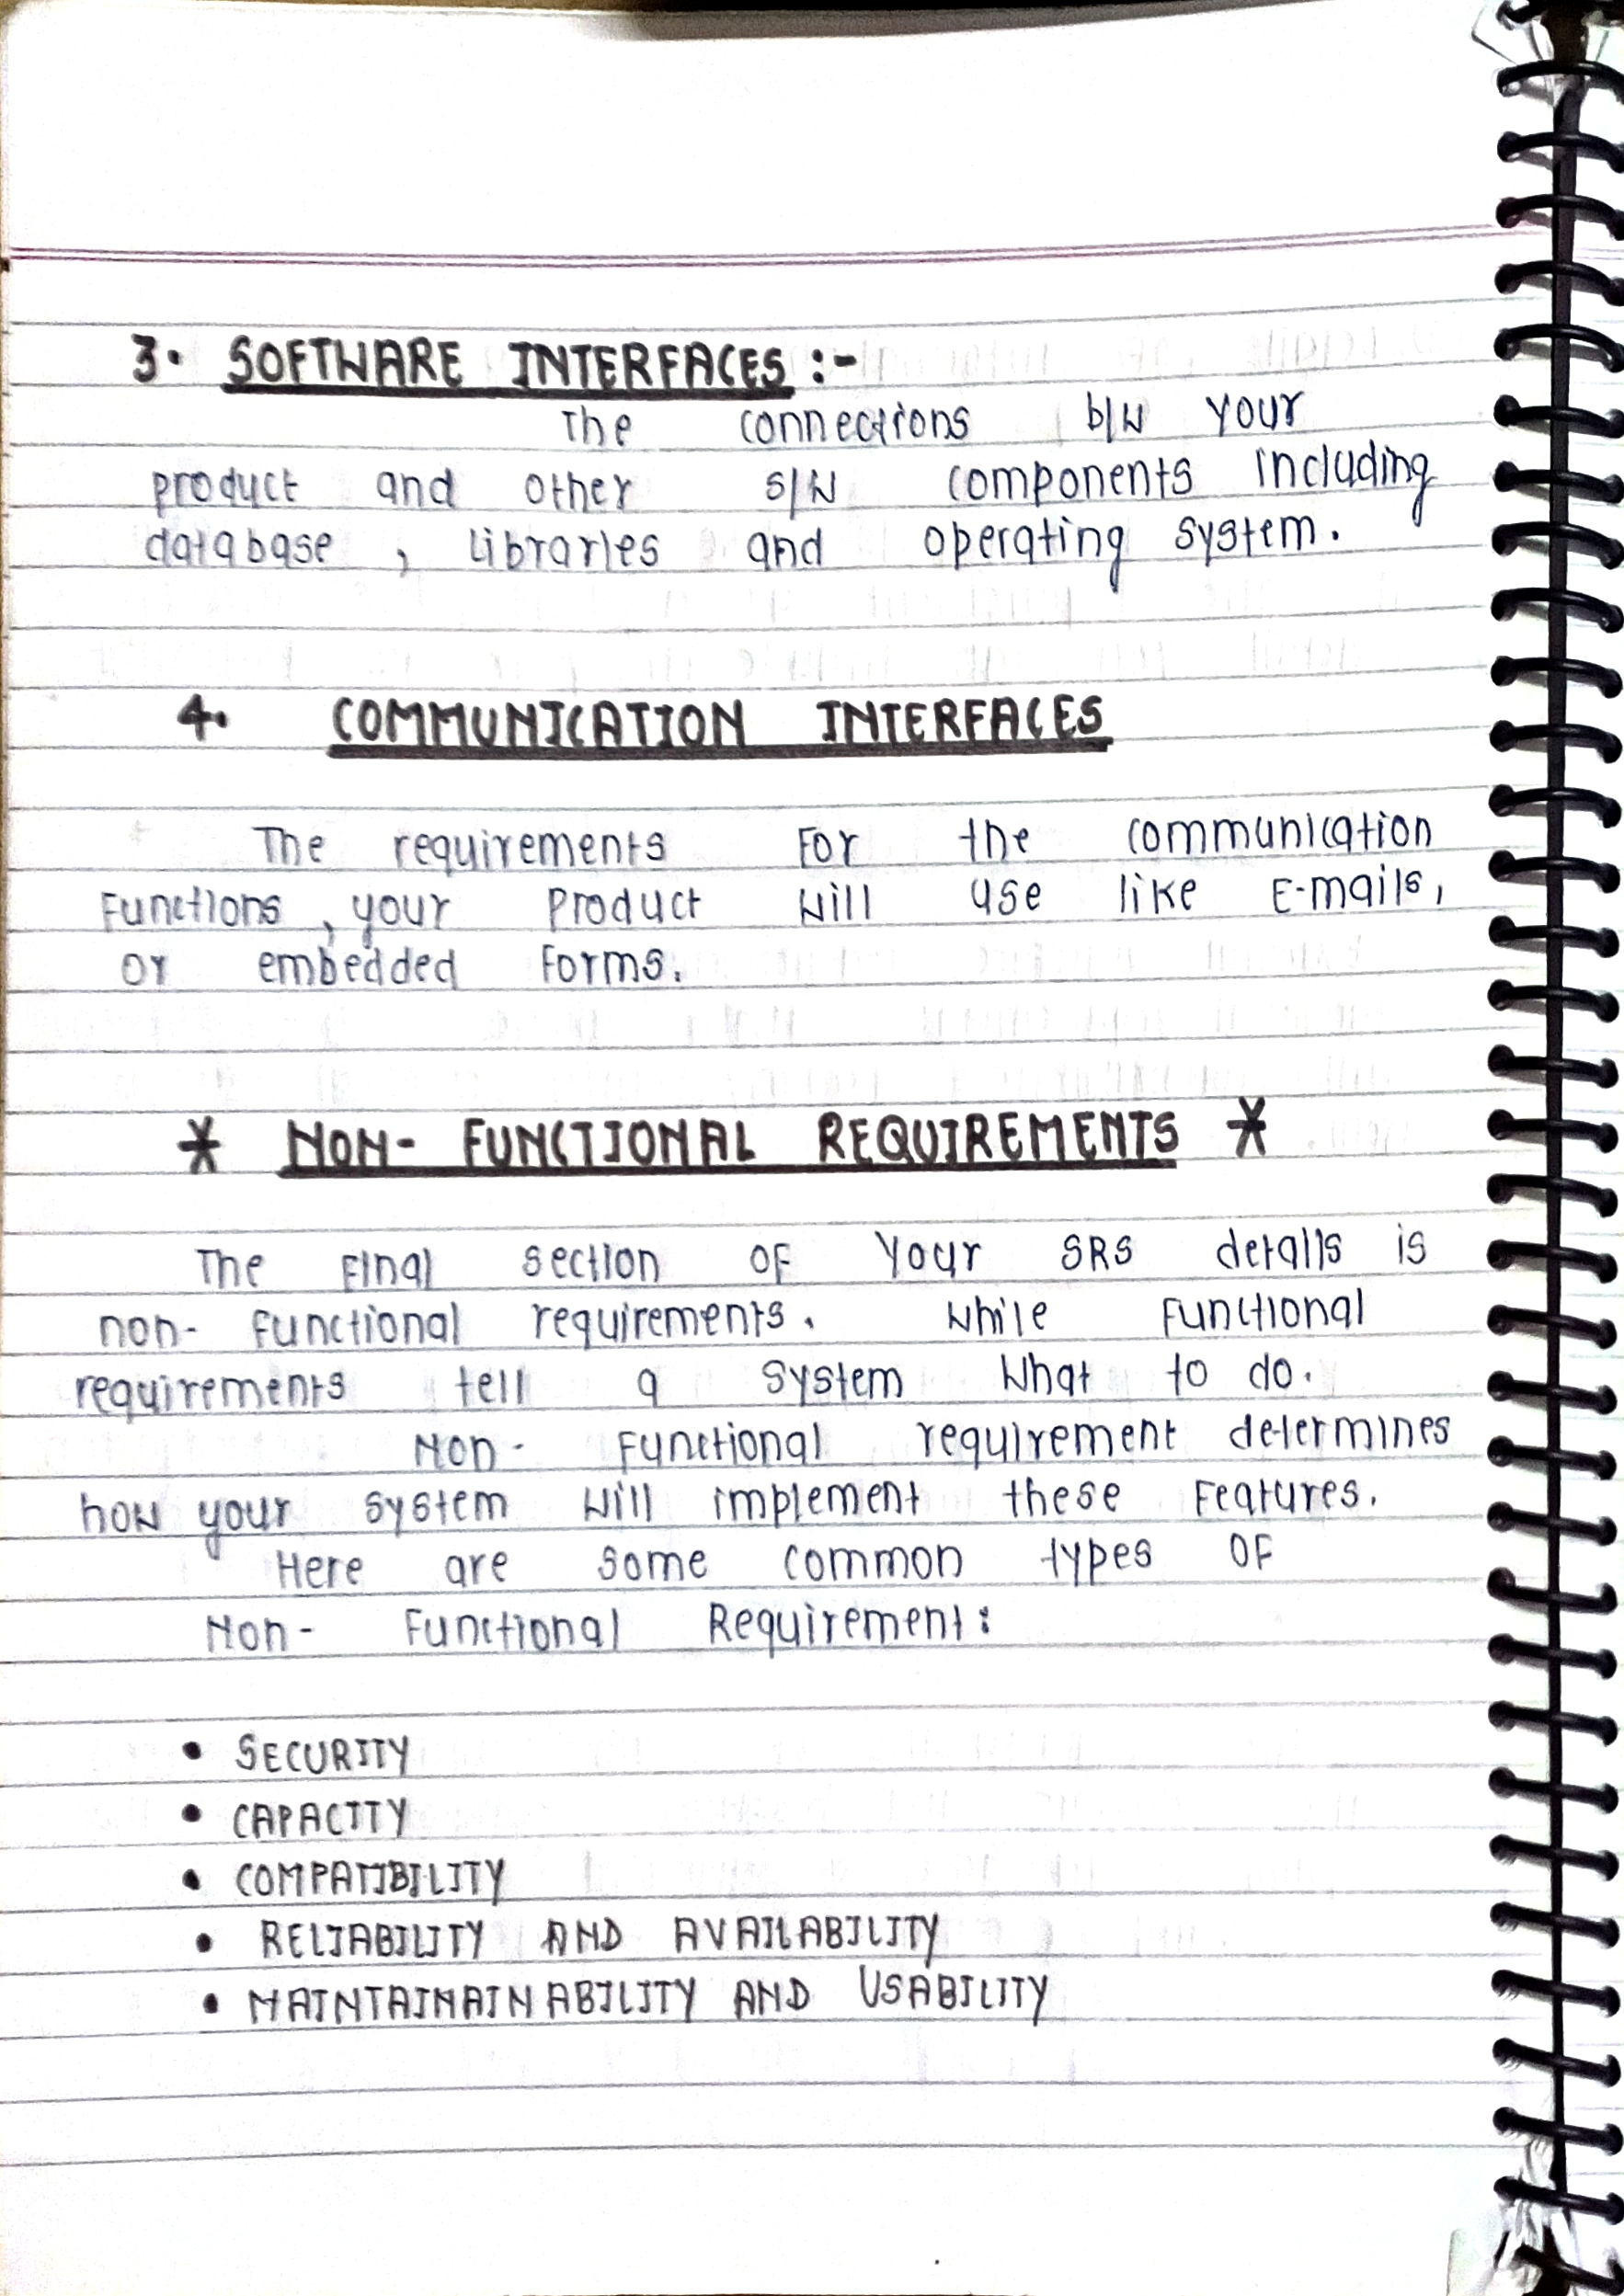 3. SOFTWARE INTERFACES :-
The connections b/w your
product and other s/w components including
database , libraries and operating system.
4. COMMUNICATION INTERFACES
The requirements For the communication
Functions , your Product will use like E-mails,
or embedded Forms.
* NON- FUNCTIONAL REQUIREMENTS *
The Final section OF Your SRS details is
non- Functional requirements. While Functional
requirements tell a system what to do.
Non- Functional requirement determines
how your system will implement these Features.
Here are some common types OF
Non- Functional Requirement:
• SECURITY
• CAPACITY
• COMPATIBILITY
• RELIABILITY AND AVAILABILITY
• MAINTAINAINABILITY AND USABILITY